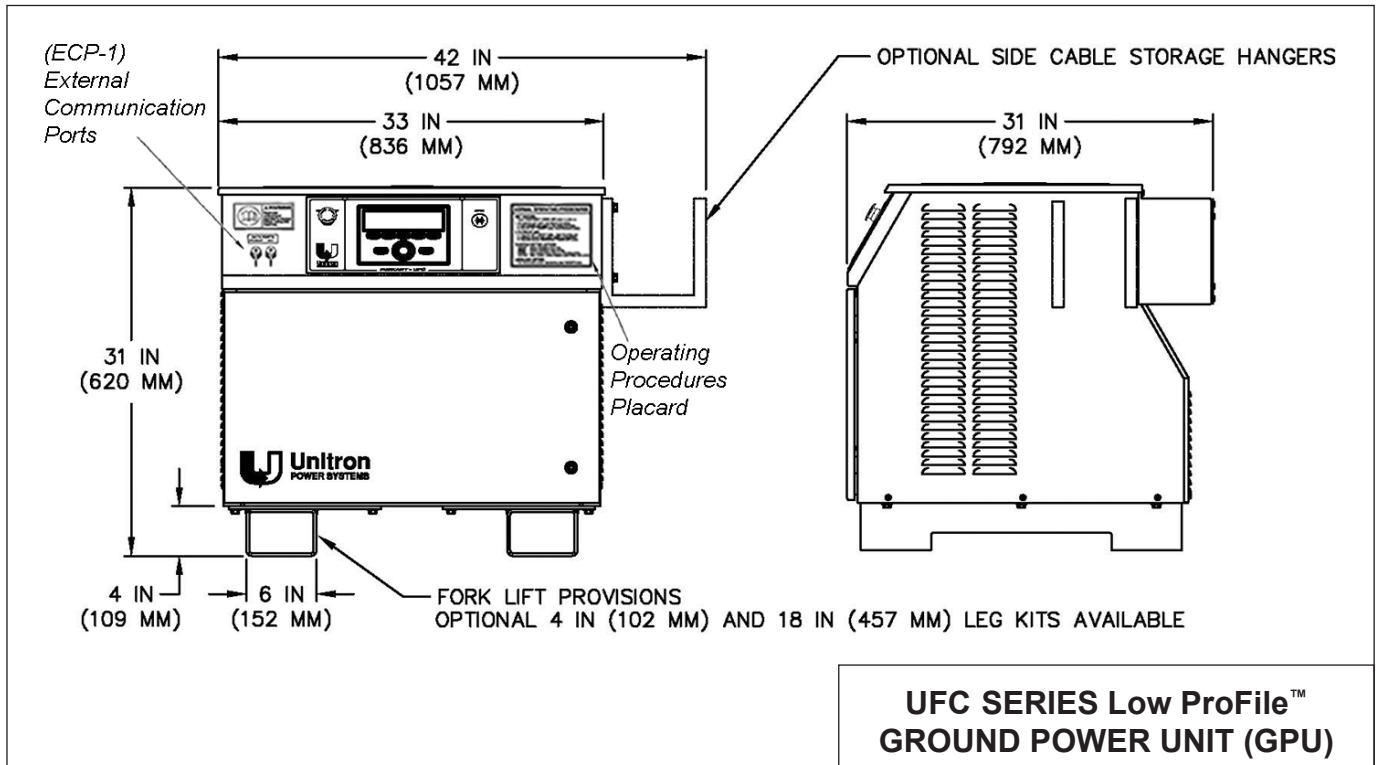 (ECP-1)
External
Communication
Ports
42 IN
(1057 MM)
33 IN
(836 MM)
OPTIONAL SIDE CABLE STORAGE HANGERS
31 IN
(792 MM)
31 IN
(620 MM)
Unitron
Operating
Procedures
Placard
Unitron
POWER SYSTEMS
4 IN
(109 MM)
6 IN
(152 MM)
FORK LIFT PROVISIONS
OPTIONAL 4 IN (102 MM) AND 18 IN (457 MM) LEG KITS AVAILABLE
UFC SERIES Low ProFile™
GROUND POWER UNIT (GPU)